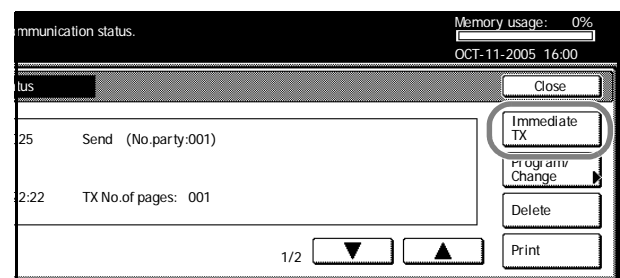 mmunication status.
Memory usage: 0%
OCT-11-2005 16:00
tus
Close
:25 Send (No.party:001)
Immediate
TX
Program/
Change
2:22 TX No.of pages: 001
Delete
1/2
Print